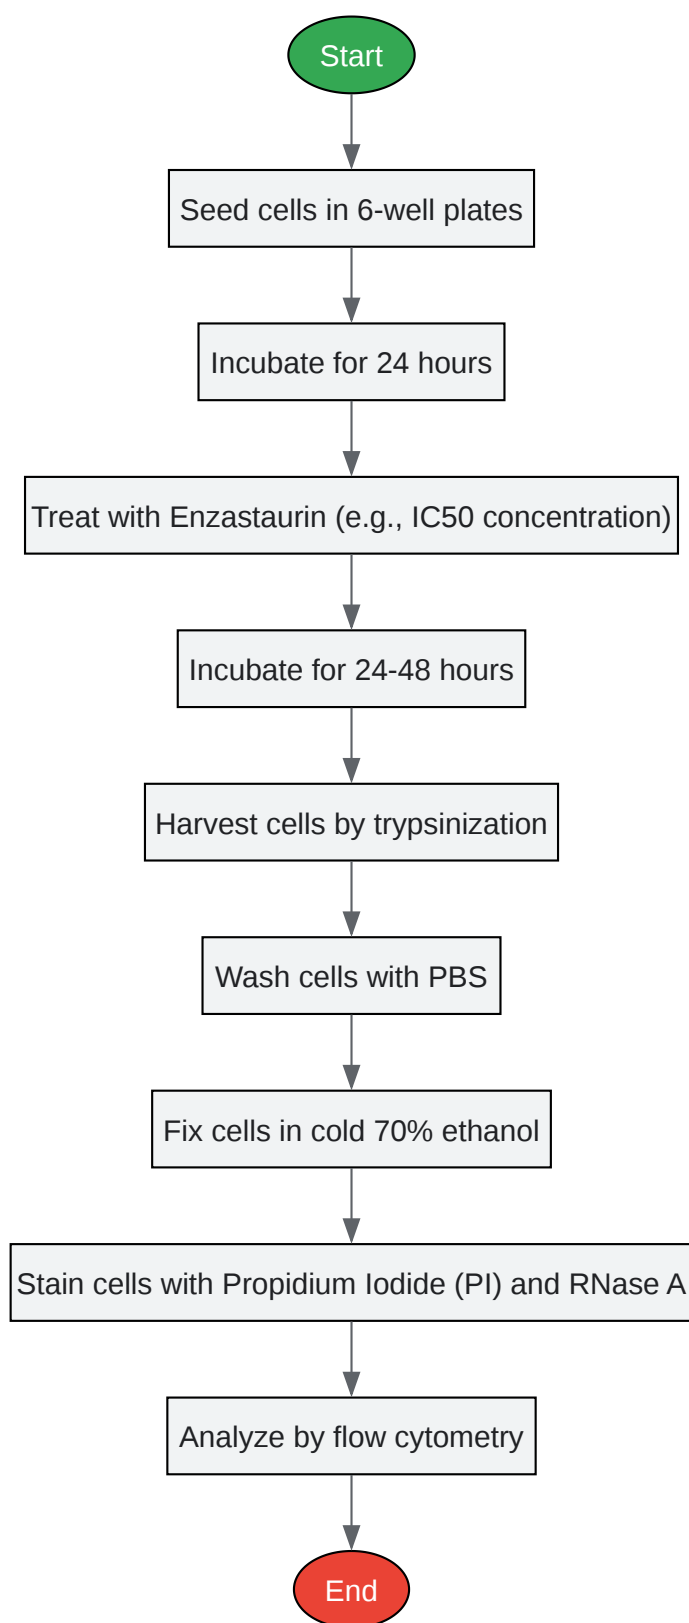 Start
Seed cells in 6-well plates
Incubate for 24 hours
Treat with Enzastaurin (e.g., IC50 concentration)
Incubate for 24-48 hours
Harvest cells by trypsinization
Wash cells with PBS
Fix cells in cold 70% ethanol
Stain cells with Propidium Iodide (PI) and RNase A
Analyze by flow cytometry
End